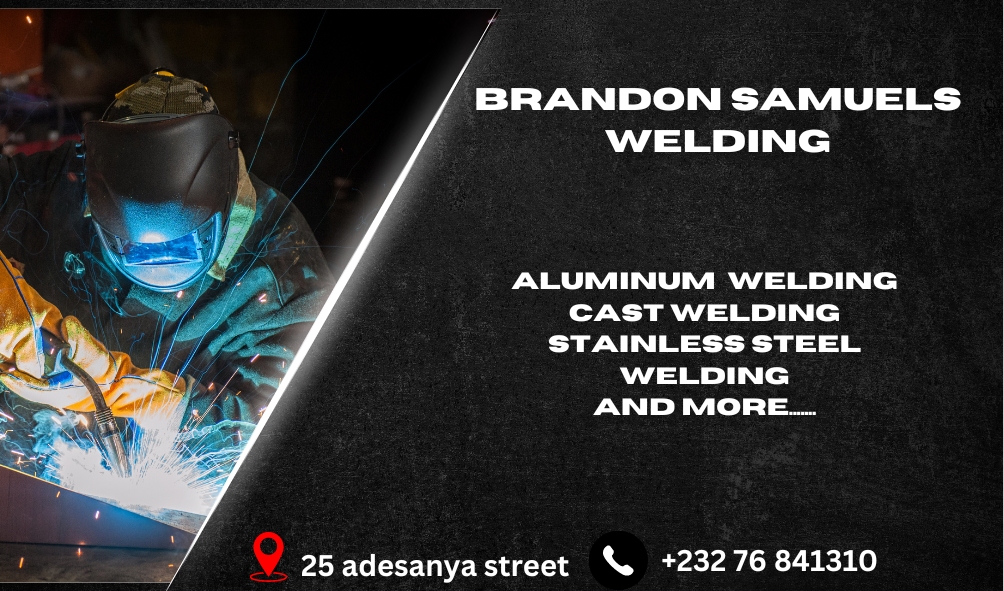 BRANDON SAMUELS
WELDING
ALUMINUM WELDING
CAST WELDING
STAINLESS STEEL
WELDING
AND MORE.......
25 adesanya street
+232 76 841310